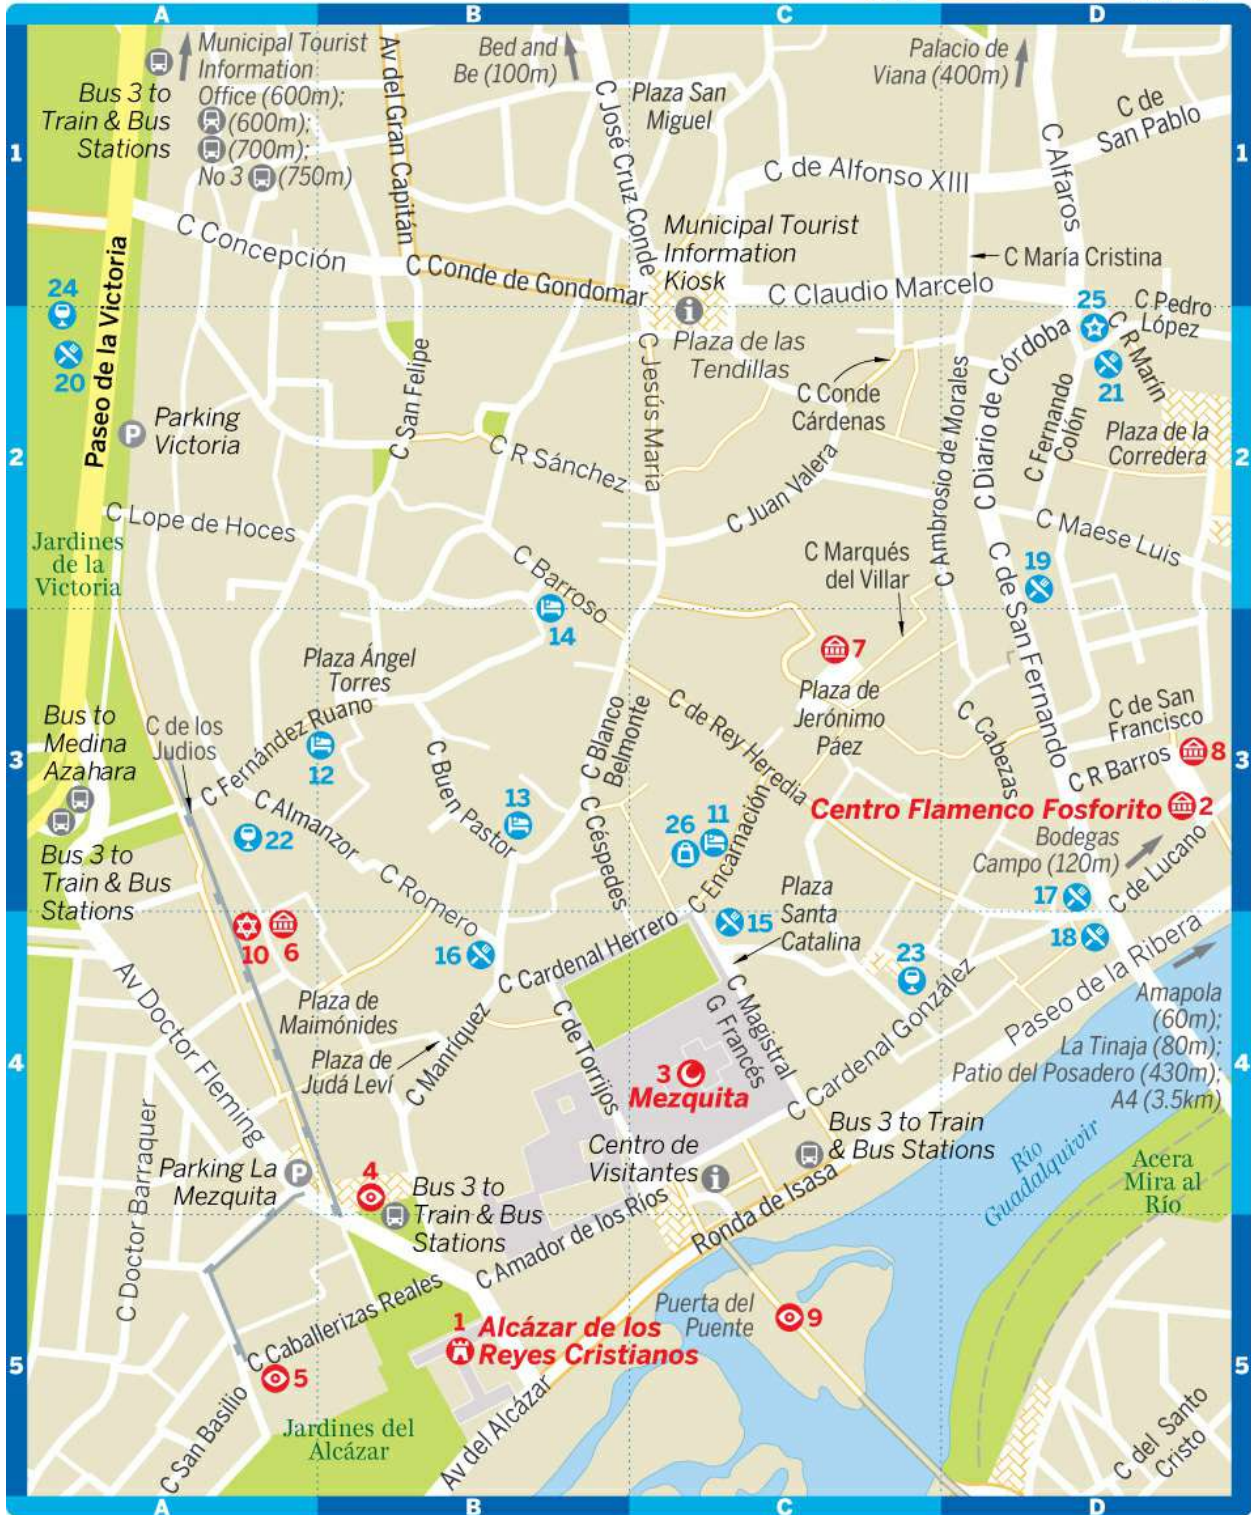 A
B
C
D
1
2
3
4
5
1
2
3
4
5
Municipal Tourist
Information
Office (600m);
(600m);
(700m);
No 3 (750m)
Bus 3 to
Train & Bus
Stations
Av del Gran Capitán
Bed and
Be (100m)
C José Cruz Conde
Plaza San
Miguel
Palacio de
Viana (400m)
C de
San Pablo
C Alfaros
C de Alfonso XIII
C Concepción
C Conde de Gondomar
Municipal Tourist
Information
Kiosk
i
C María Cristina
C Claudio Marcelo
C Pedro
López
25
C R Marín
21
24
20
Paseo de la Victoria
P
Parking
Victoria
C San Felipe
C Jesús María
Plaza de las
Tendillas
C Conde
Cárdenas
C Ambrosio de Morales
C Diario de Córdoba
C Fernando
Colón
Plaza de la
Corredera
C R Sánchez
C Juan Valera
C Lope de Hoces
Jardines
de la
Victoria
C Barroso
14
C Marqués
del Villar
C Maese Luis
19
C de San Fernando
7
Plaza Ángel
Torres
Plaza de
Jerónimo
Páez
C de Rey Heredia
C Cabezas
C de San
Francisco
C R Barros
8
Centro Flamenco Fosforito
2
Bus to
Medina
Azahara
C de los
Judios
C Fernández Ruano
12
C Buen Pastor
C Blanco
Belmonte
13
C Céspedes
26
11
C Encarnación
Bodegas
Campo (120m)
C de Lucano
17
18
C Almanzor
22
Bus 3 to
Train & Bus
Stations
C Romero
10
6
16
C Cardenal Herrero
15
Plaza
Santa
Catalina
23
Paseo de la Ribera
Av Doctor Fleming
Plaza de
Maimónides
Plaza de
Judá Leví
C Manríquez
C de Torrijos
C Magistral
G Francés
C Cardenal González
Amapola
(60m);
La Tinaja (80m);
Patio del Posadero (430m);
A4 (3.5km)
3
Mezquita
C Doctor Barraquer
Parking La
Mezquita
P
4
Bus 3 to
Train & Bus
Stations
Centro de
Visitantes
i
Bus 3 to Train
& Bus Stations
Río
Guadalquivir
Acera
Mira al
Río
C Amador de los Ríos
Ronda de Isasa
C Caballerizas Reales
1
Alcázar de los
Reyes Cristianos
Puerta del
Puente
9
5
C San Basilio
Jardines del
Alcázar
Av del Alcázar
C del Santo
Cristo
A
B
C
D